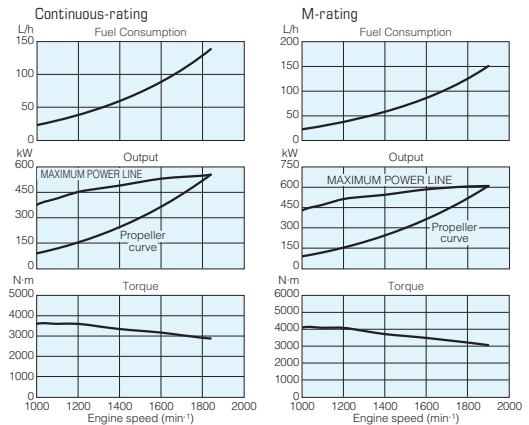 Continuous-rating
L/h
Fuel Consumption
150
100
50
0
kW
Output
600
MAXIMUM POWER LINE
450
300
Propeller
curve
150
0
N·m
Torque
5000
4000
3000
2000
1000
0
1000 1200 1400 1600 1800 2000
Engine speed (min-1)
M-rating
L/h
Fuel Consumption
200
150
100
50
0
kW
Output
750
MAXIMUM POWER LINE
600
450
300
Propeller
curve
150
0
N·m
Torque
6000
5000
4000
3000
2000
1000
0
1000 1200 1400 1600 1800 2000
Engine speed (min-1)